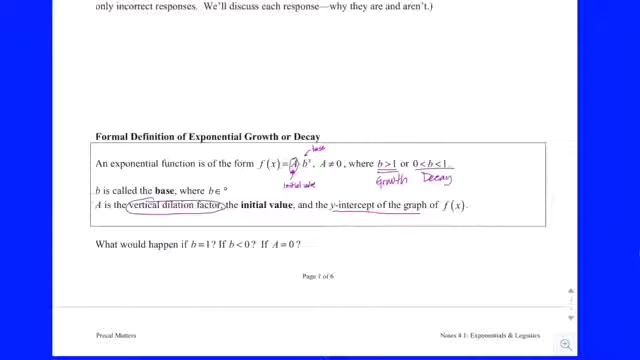 only incorrect responses. We'll discuss each response—why they are and aren't.)
Formal Definition of Exponential Growth or Decay
base
An exponential function is of the form f(x)=A·bˣ, A≠0, where b>1 or 0<b<1.
initial value
Growth Decay
b is called the base, where b∈°
A is the vertical dilation factor, the initial value, and the y-intercept of the graph of f(x).
What would happen if b=1? If b<0? If A=0?
Page 1 of 6
Precal Matters
Notes 4.1: Exponentials & Logistics